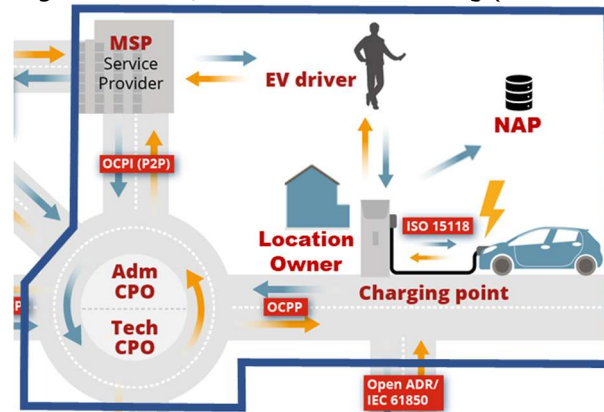 MSP
Service
Provider
EV driver
NAP
OCPI (P2P)
ISO 15118
Location
Owner
Adm
CPO
Tech
CPO
OCPP
Charging point
Open ADR/
IEC 61850